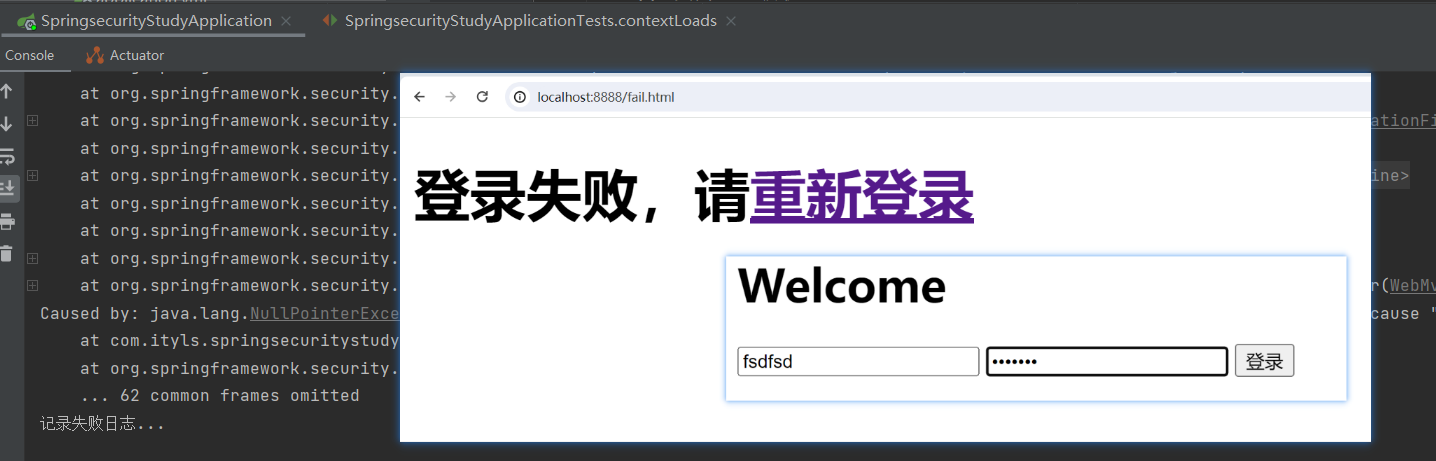 SpringsecurityStudyApplication
SpringsecurityStudyApplicationTests.contextLoads
Console
Actuator
at org.springframework.security.
at org.springframework.security.
ationFi
at org.springframework.security.
at org.springframework.security.
ine>
at org.springframework.security.
at org.springframework.security.
at org.springframework.security.
at org.springframework.security.
r(WebMv
Caused by: java.lang.NullPointerExce
cause "
at com.ityls.springsecuritystudy
at org.springframework.security.
... 62 common frames omitted
记录失败日志...
localhost:8888/fail.html
登录失败，请重新登录
Welcome
fsdfsd
•••••••
登录